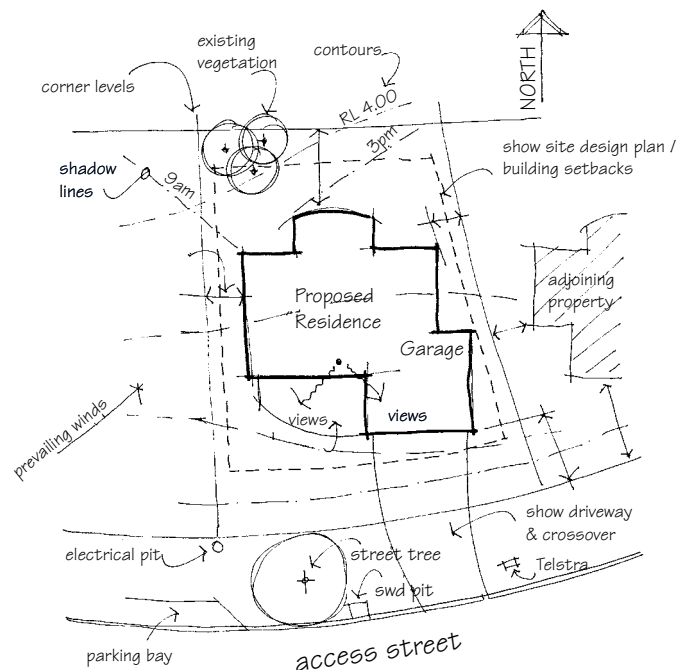 existing
vegetation
contours
NORTH
corner levels
RL 4.00
3pm
show site design plan /
building setbacks
shadow
lines
9am
adjoining
property
Proposed
Residence
Garage
views
views
prevailing winds
show driveway
& crossover
electrical pit
street tree
Telstra
swd pit
parking bay
access street